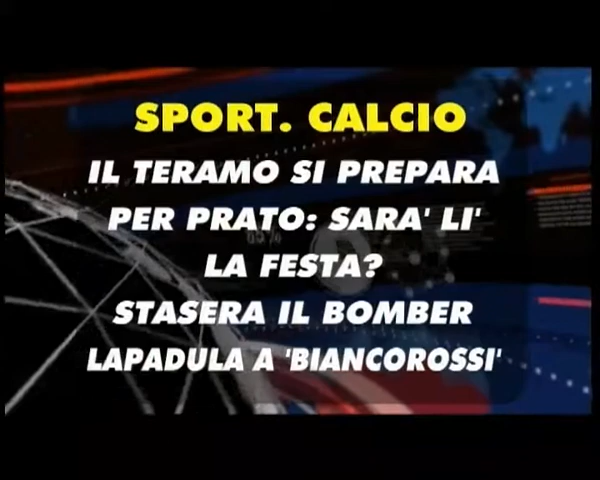 SPORT. CALCIO
IL TERAMO SI PREPARA
PER PRATO: SARA' LI'
LA FESTA?
STASERA IL BOMBER
LAPADULA A 'BIANCOROSSI'